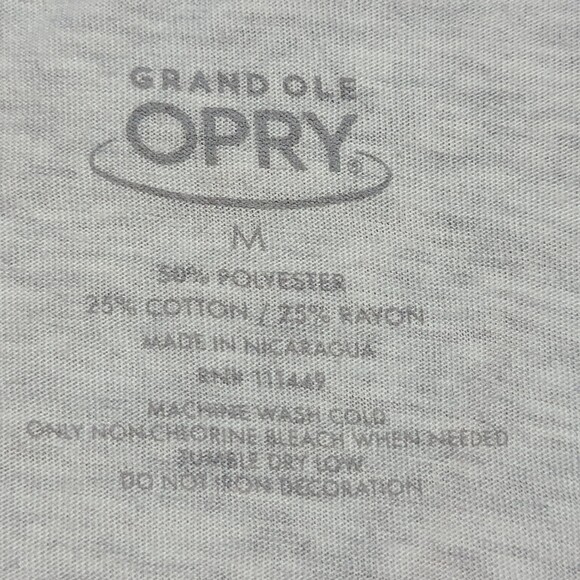 GRAND OLE
OPRY®
M
50% POLYESTER
25% COTTON / 25% RAYON
MADE IN NICARAGUA
RN# 111449
MACHINE WASH COLD
ONLY NON-CHLORINE BLEACH WHEN NEEDED
TUMBLE DRY LOW
DO NOT IRON DECORATION